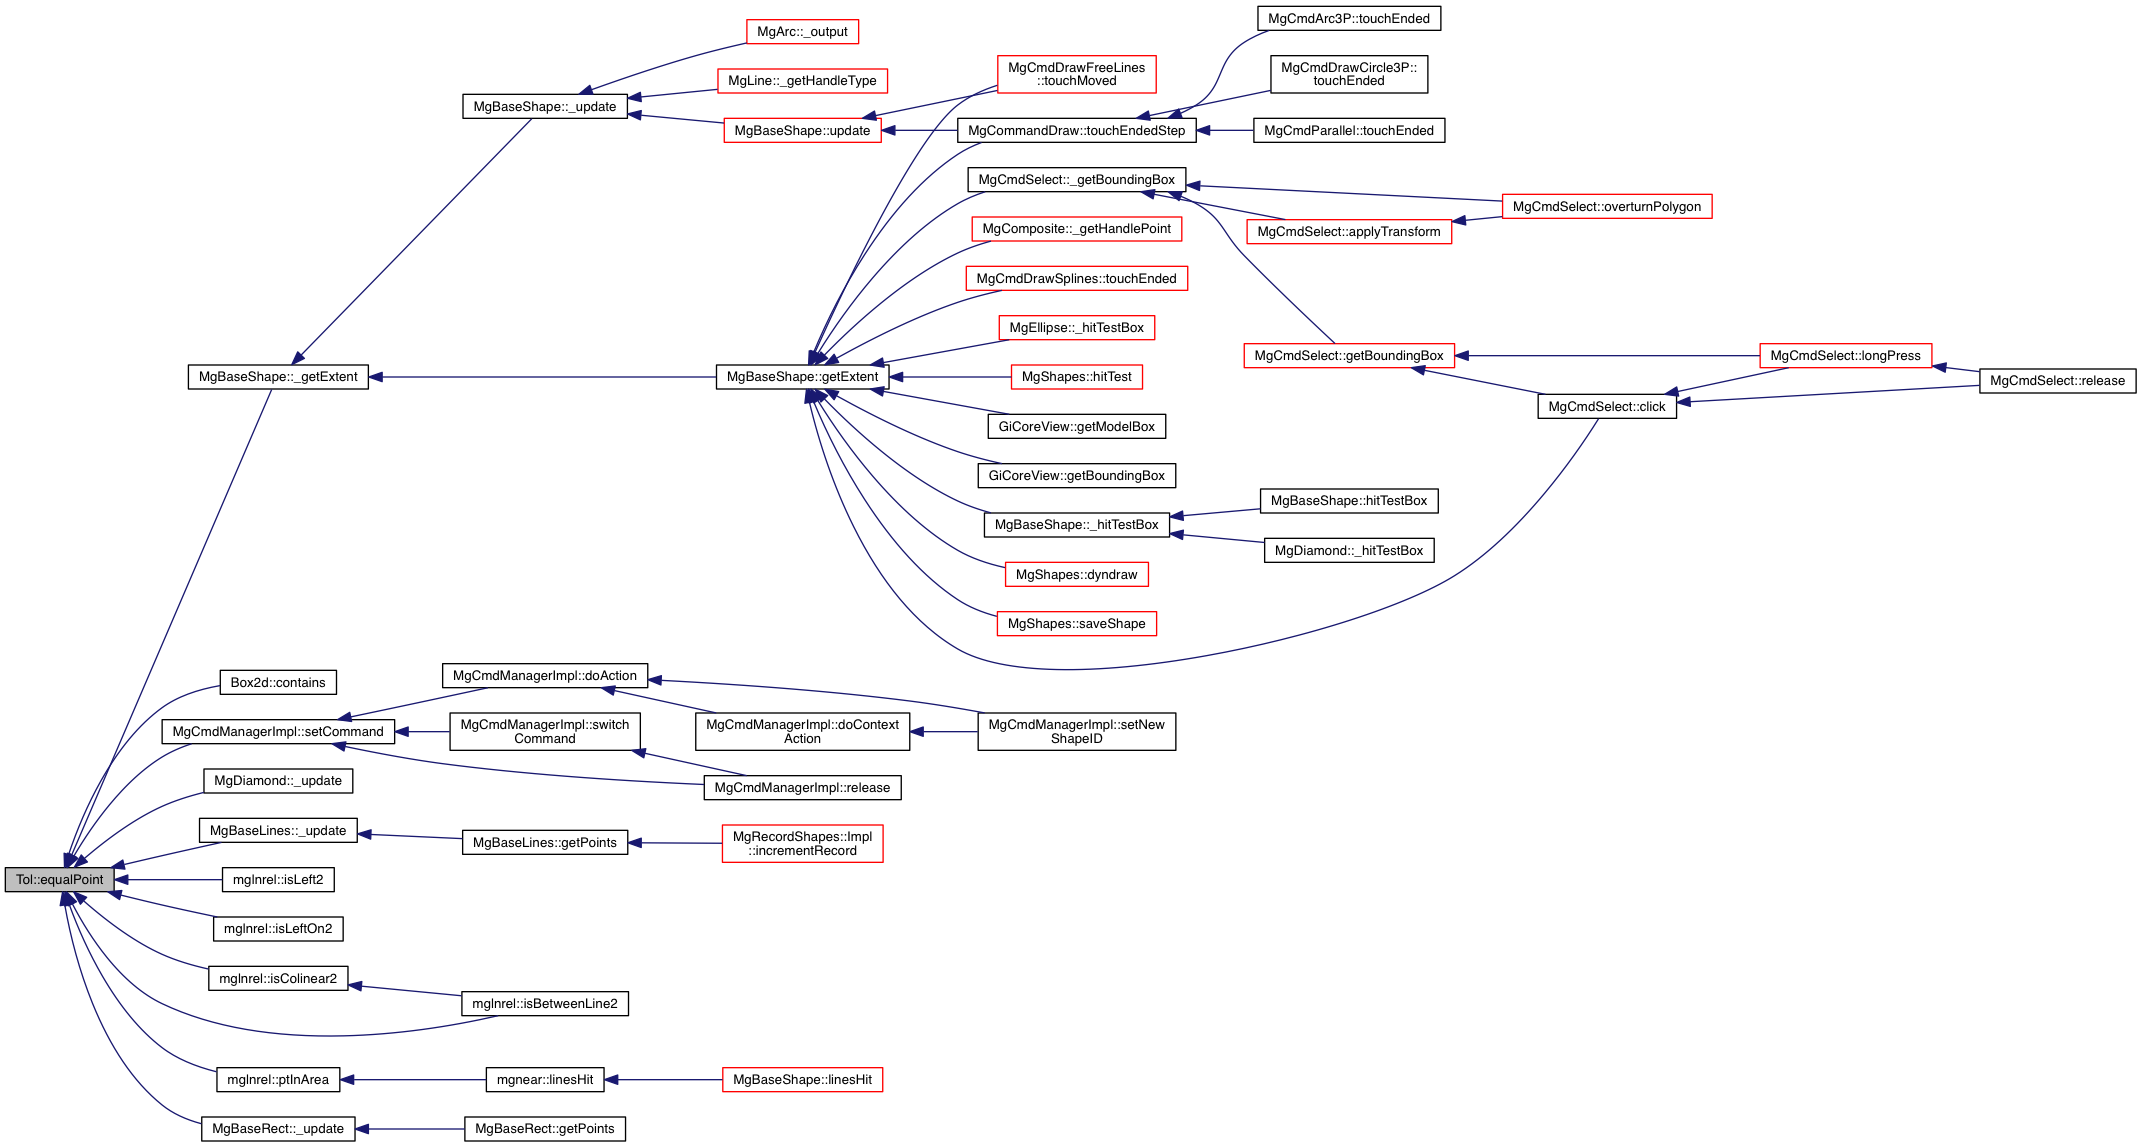 MgCmdArc3P::touchEnded
MgArc::_output
MgCmdDrawFreeLines
::touchMoved
MgCmdDrawCircle3P::
touchEnded
MgLine::_getHandleType
MgBaseShape::_update
MgBaseShape::update
MgCommandDraw::touchEndedStep
MgCmdParallel::touchEnded
MgCmdSelect::_getBoundingBox
MgCmdSelect::overturnPolygon
MgComposite::_getHandlePoint
MgCmdSelect::applyTransform
MgCmdDrawSplines::touchEnded
MgEllipse::_hitTestBox
MgCmdSelect::getBoundingBox
MgCmdSelect::longPress
MgBaseShape::_getExtent
MgBaseShape::getExtent
MgShapes::hitTest
MgCmdSelect::release
MgCmdSelect::click
GiCoreView::getModelBox
GiCoreView::getBoundingBox
MgBaseShape::hitTestBox
MgBaseShape::_hitTestBox
MgDiamond::_hitTestBox
MgShapes::dyndraw
MgShapes::saveShape
Box2d::contains
MgCmdManagerImpl::doAction
MgCmdManagerImpl::setCommand
MgCmdManagerImpl::switch
Command
MgCmdManagerImpl::doContext
Action
MgCmdManagerImpl::setNew
ShapeID
MgDiamond::_update
MgCmdManagerImpl::release
MgBaseLines::_update
MgBaseLines::getPoints
MgRecordShapes::Impl
::incrementRecord
Tol::equalPoint
mglnrel::isLeft2
mglnrel::isLeftOn2
mglnrel::isColinear2
mglnrel::isBetweenLine2
mglnrel::ptInArea
mgnear::linesHit
MgBaseShape::linesHit
MgBaseRect::_update
MgBaseRect::getPoints